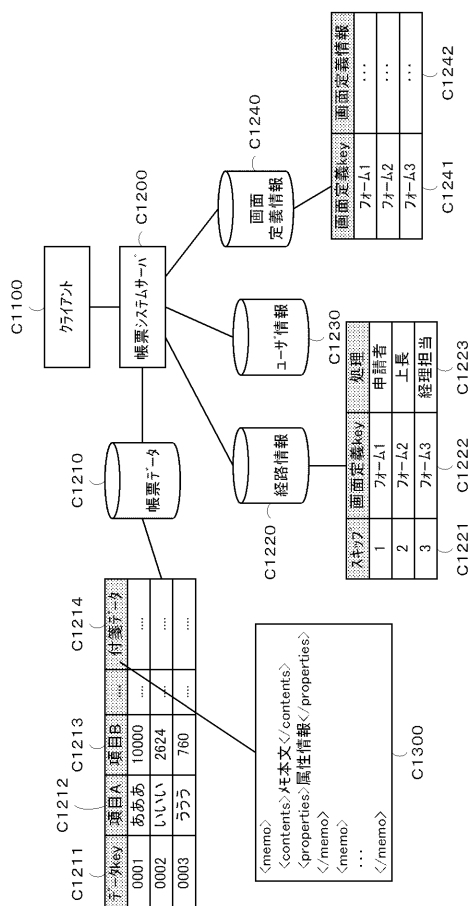 C1100
クライアント
C1200
帳票システムサーバ
C1210
帳票データ
C1220
経路情報
C1230
ユーザ情報
C1240
画面
定義情報
C1211 C1212 C1213 C1214
データkey 項目A 項目B .... 付箋データ
0001 あああ 10000 .... ....
0002 いいい 2624 .... ....
0003 ううう 760 .... ....
<memo>
<contents>メモ本文</contents>
<properties>属性情報</properties>
</memo>
<memo>
...
</memo>
C1300
スキップ 画面定義key 処理
1 フォーム1 申請者
2 フォーム2 上長
3 フォーム3 経理担当
C1221 C1222 C1223
画面定義key 画面定義情報
フォーム1 ...
フォーム2 ...
フォーム3 ...
C1241 C1242